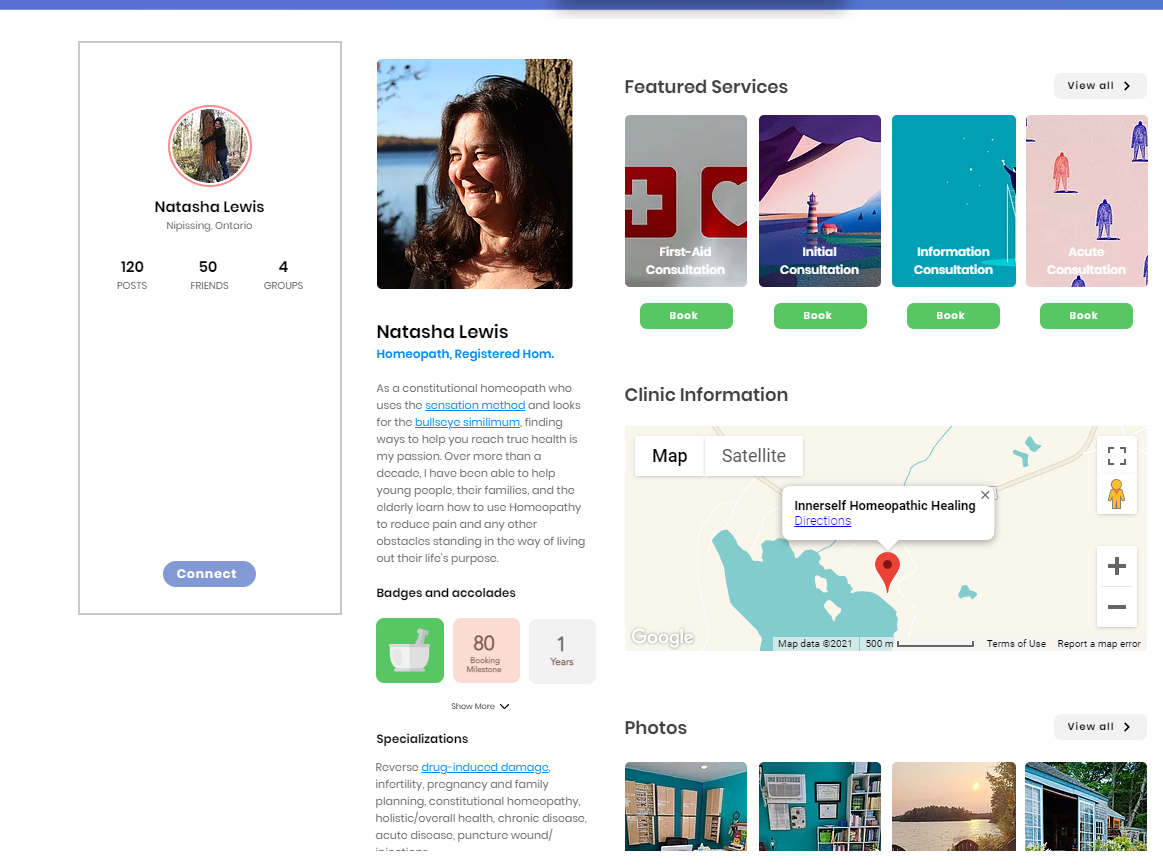 Natasha Lewis
Nipissing, Ontario
120
POSTS
50
FRIENDS
4
GROUPS
Connect
Natasha Lewis
Homeopath, Registered Hom.
As a constitutional homeopath who
uses the sensation method and looks
for the bullseye similimum, finding
ways to help you reach true health is
my passion. Over more than a
decade, I have been able to help
young people, their families, and the
elderly learn how to use Homeopathy
to reduce pain and any other
obstacles standing in the way of living
out their life's purpose.
Badges and accolades
80
Booking
Milestone
1
Years
Show More
Specializations
Reverse drug-induced damage,
infertility, pregnancy and family
planning, constitutional homeopathy,
holistic/overall health, chronic disease,
acute disease, puncture wound/
Featured Services
View all
First-Aid
Consultation
Initial
Consultation
Information
Consultation
Acute
Consultation
Book
Book
Book
Book
Clinic Information
Map
Satellite
Innerself Homeopathic Healing
Directions
Google
Map data ©2021
500 m
Terms of Use
Report a map error
Photos
View all